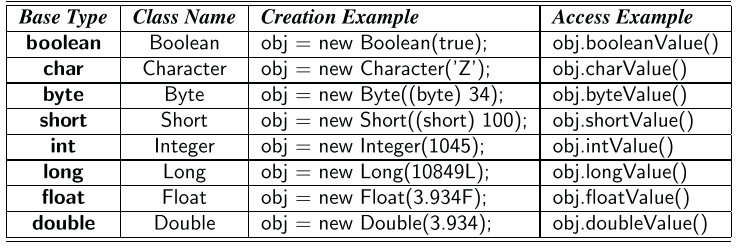 Base Type Class Name Creation Example Access Example
boolean Boolean obj = new Boolean(true); obj.booleanValue()
char Character obj = new Character('Z'); obj.charValue()
byte Byte obj = new Byte((byte) 34); obj.byteValue()
short Short obj = new Short((short) 100); obj.shortValue()
int Integer obj = new Integer(1045); obj.intValue()
long Long obj = new Long(10849L); obj.longValue()
float Float obj = new Float(3.934F); obj.floatValue()
double Double obj = new Double(3.934); obj.doubleValue()